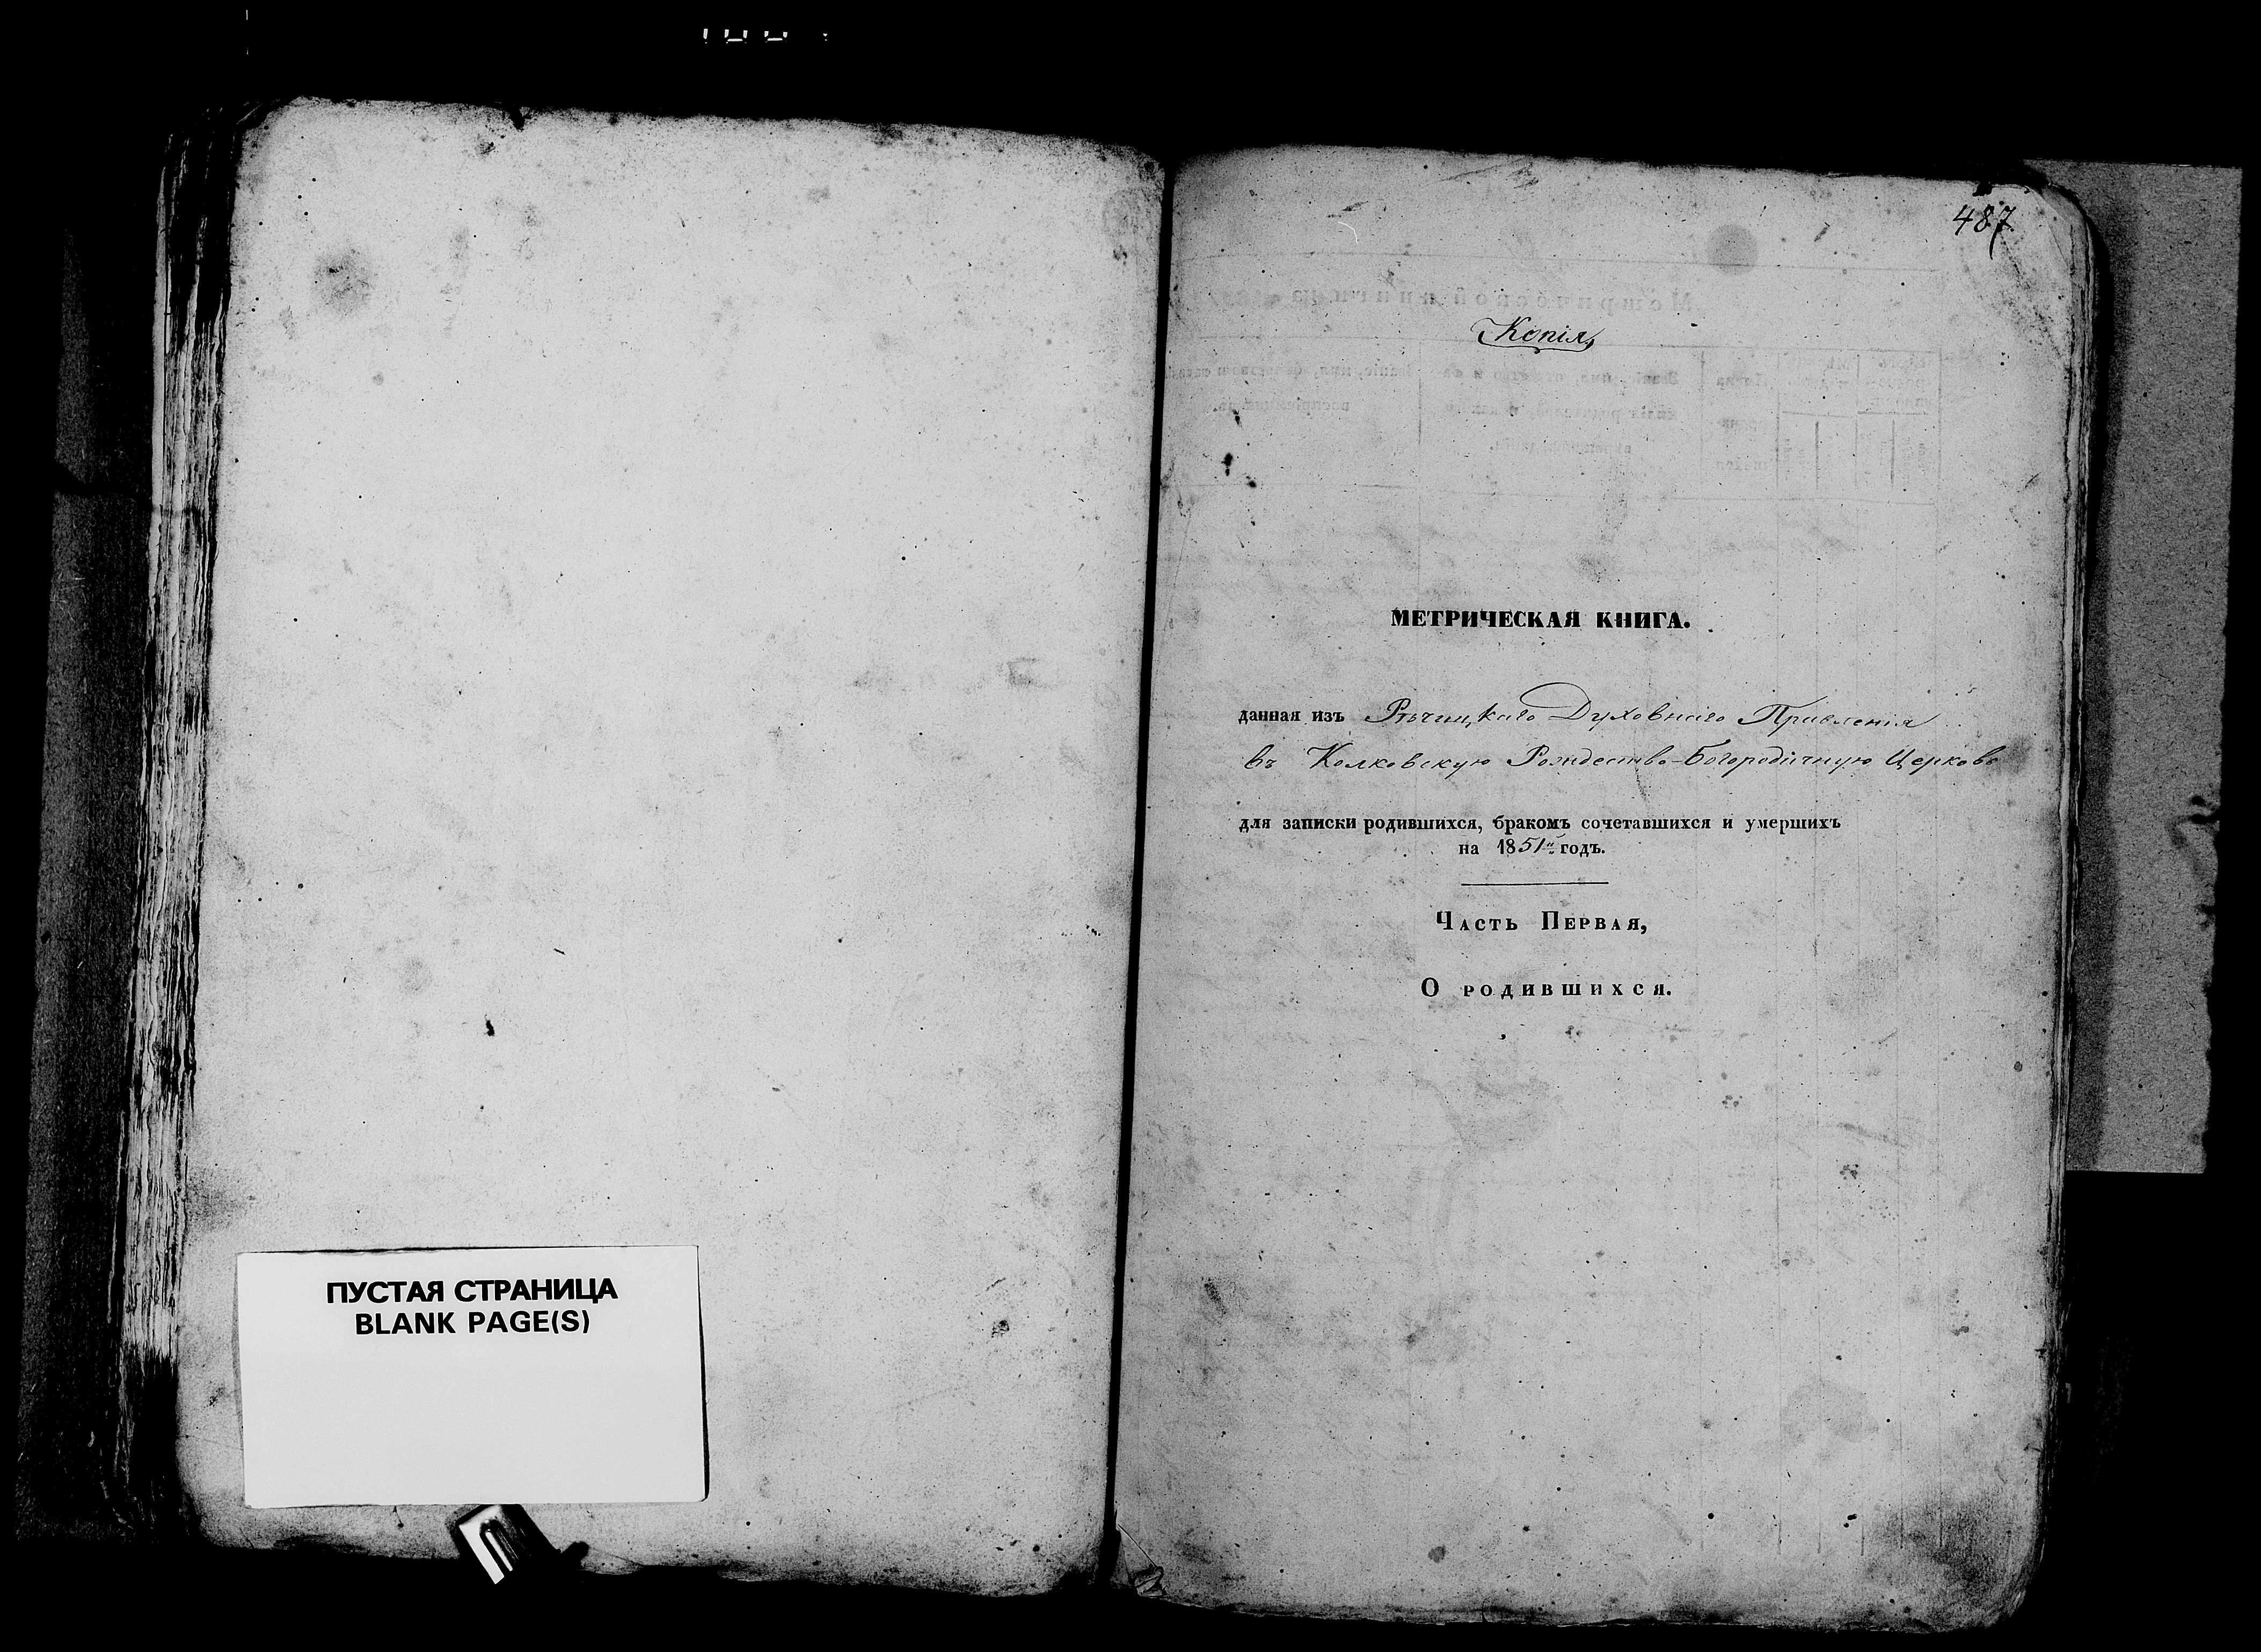 ПУСТАЯ СТРАНИЦА
BLANK PAGE(S)
487
Копія
МЕТРИЧЕСКАЯ КНИГА.
данная изъ Рѣчицкаго Духовнаго Правленія
въ Колковскую Рождество-Богородичную Церковь
для записки родившихся, бракомъ сочетавшихся и умершихъ
на 1851й годъ.
Часть Первая,
О родившихся.